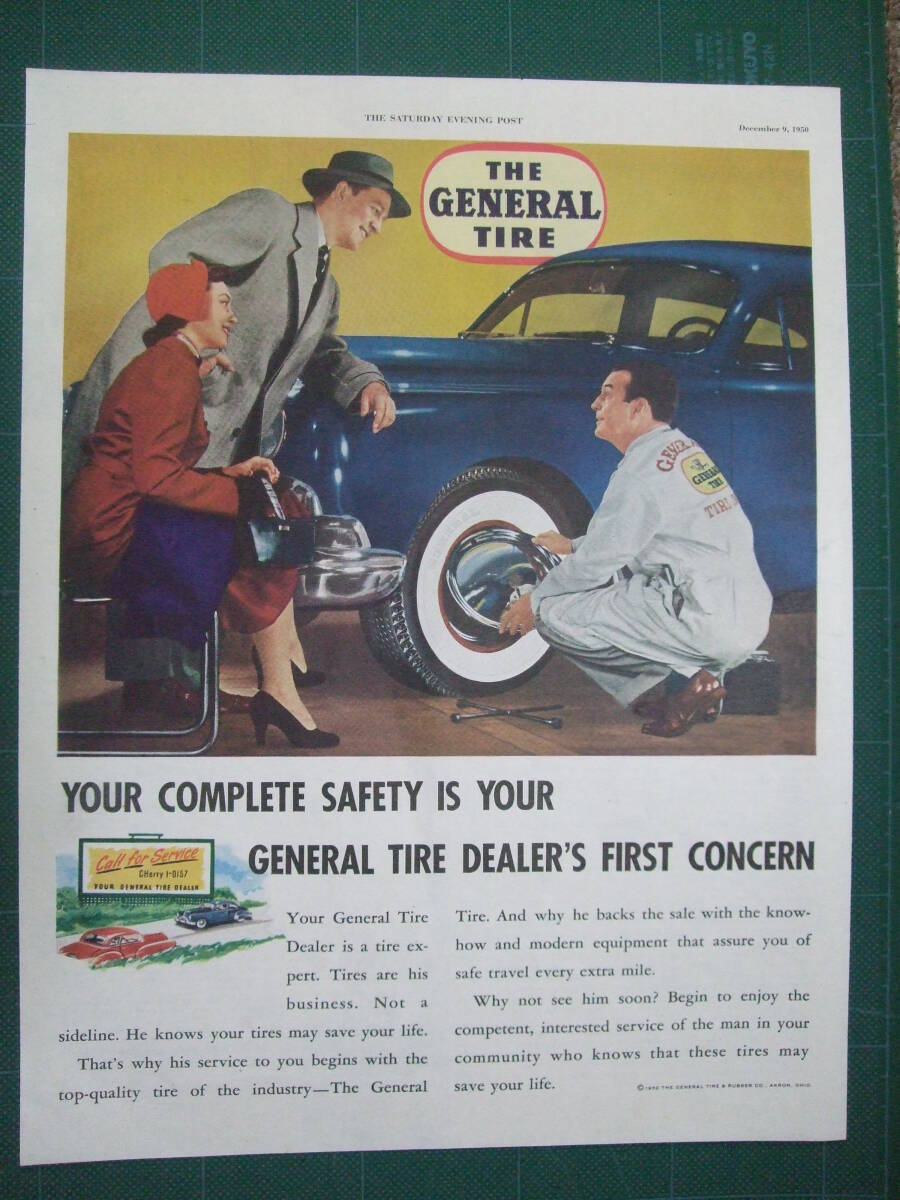 THE SATURDAY EVENING POST
December 9, 1950
THE
GENERAL
TIRE
GENERAL
GENERAL
TIRE
TIRE
YOUR COMPLETE SAFETY IS YOUR
GENERAL TIRE DEALER'S FIRST CONCERN
Call for Service
CHerry 1-0157
YOUR GENERAL TIRE DEALER
Your General Tire
Dealer is a tire ex-
pert. Tires are his
business. Not a
sideline. He knows your tires may save your life.
That's why his service to you begins with the
top-quality tire of the industry—The General
Tire. And why he backs the sale with the know-
how and modern equipment that assure you of
safe travel every extra mile.
Why not see him soon? Begin to enjoy the
competent, interested service of the man in your
community who knows that these tires may
save your life.
© 1950 THE GENERAL TIRE & RUBBER CO., AKRON, OHIO